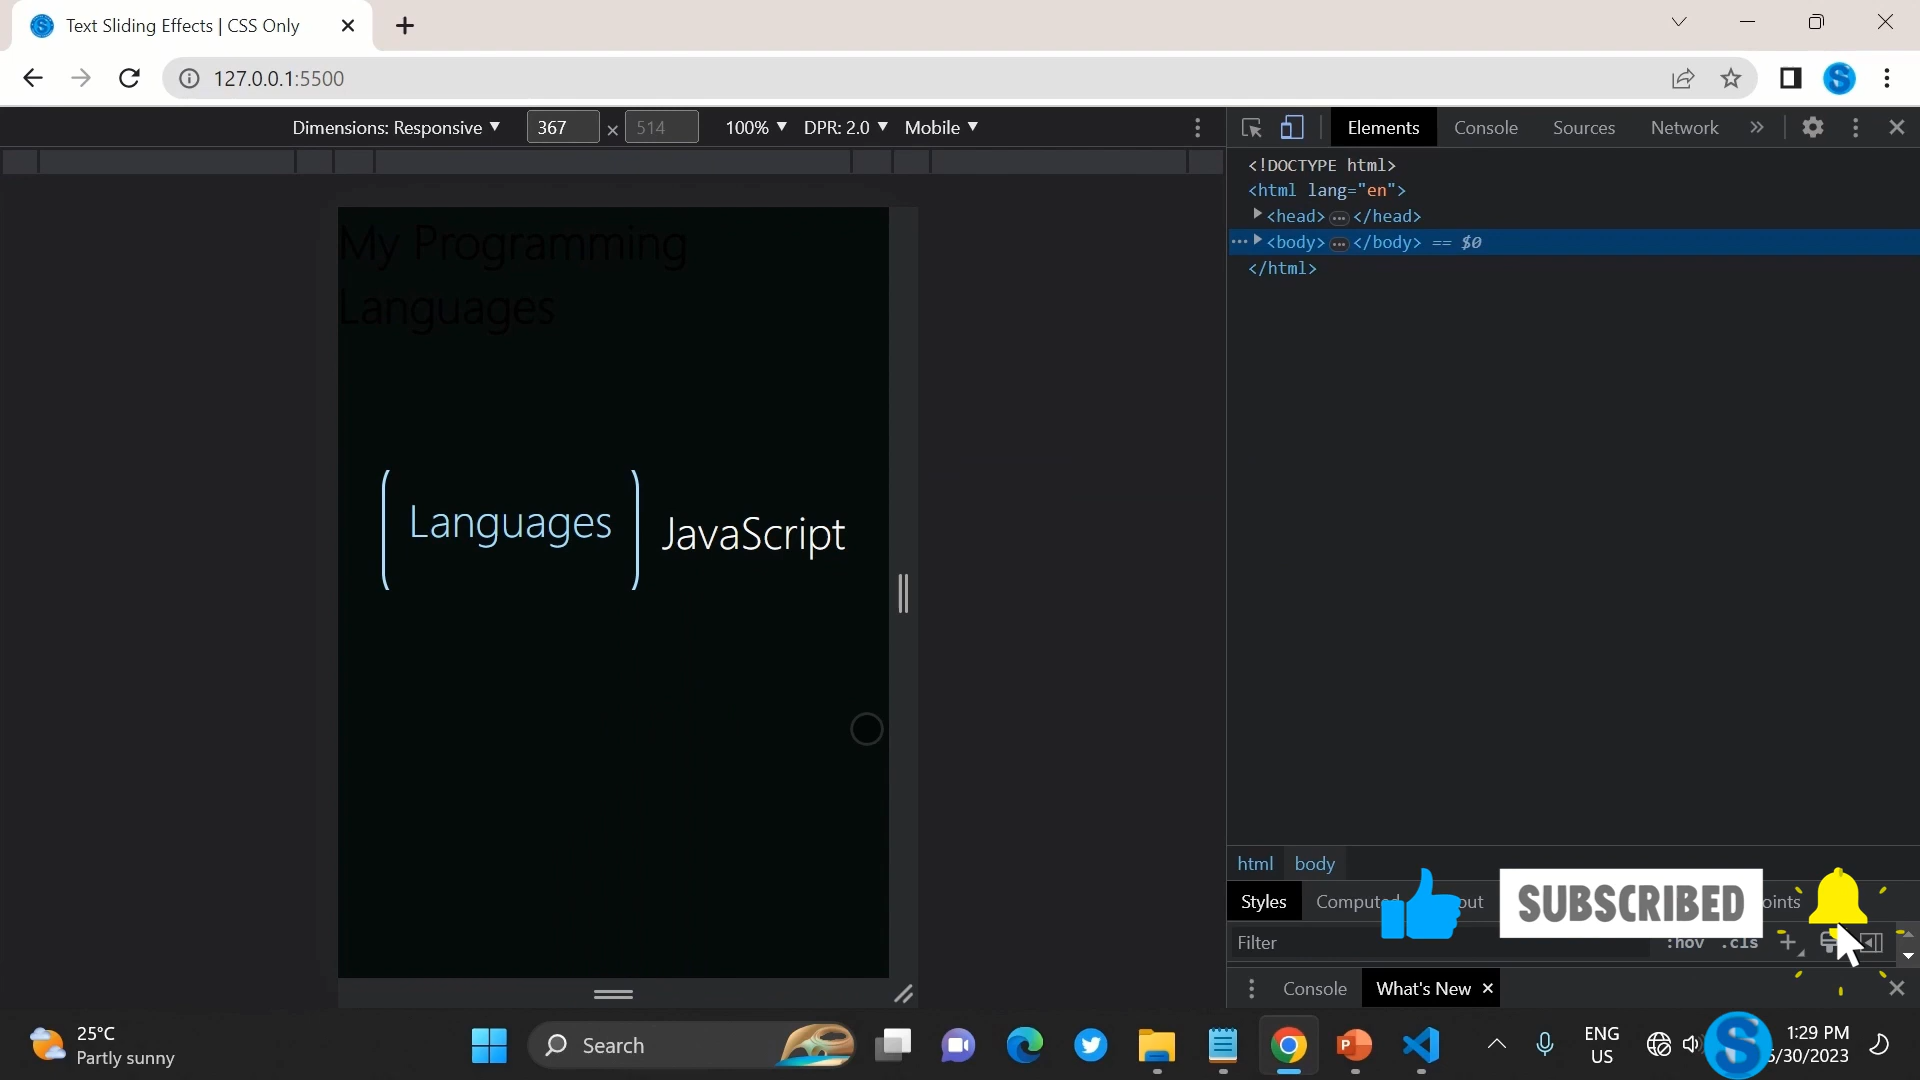 Text Sliding Effects | CSS Only
127.0.0.1:5500
Dimensions: Responsive 367 × 514 100% DPR: 2.0 Mobile
Elements Console Sources Network
<!DOCTYPE html>
<html lang="en">
<head> … </head>
<body> … </body> == $0
</html>
My Programming
Languages
( Languages ) JavaScript
html body
Styles
SUBSCRIBED
Filter :hov .cls
Console What's New
25°C
Partly sunny
Search
ENG
US
1:29 PM
/30/2023